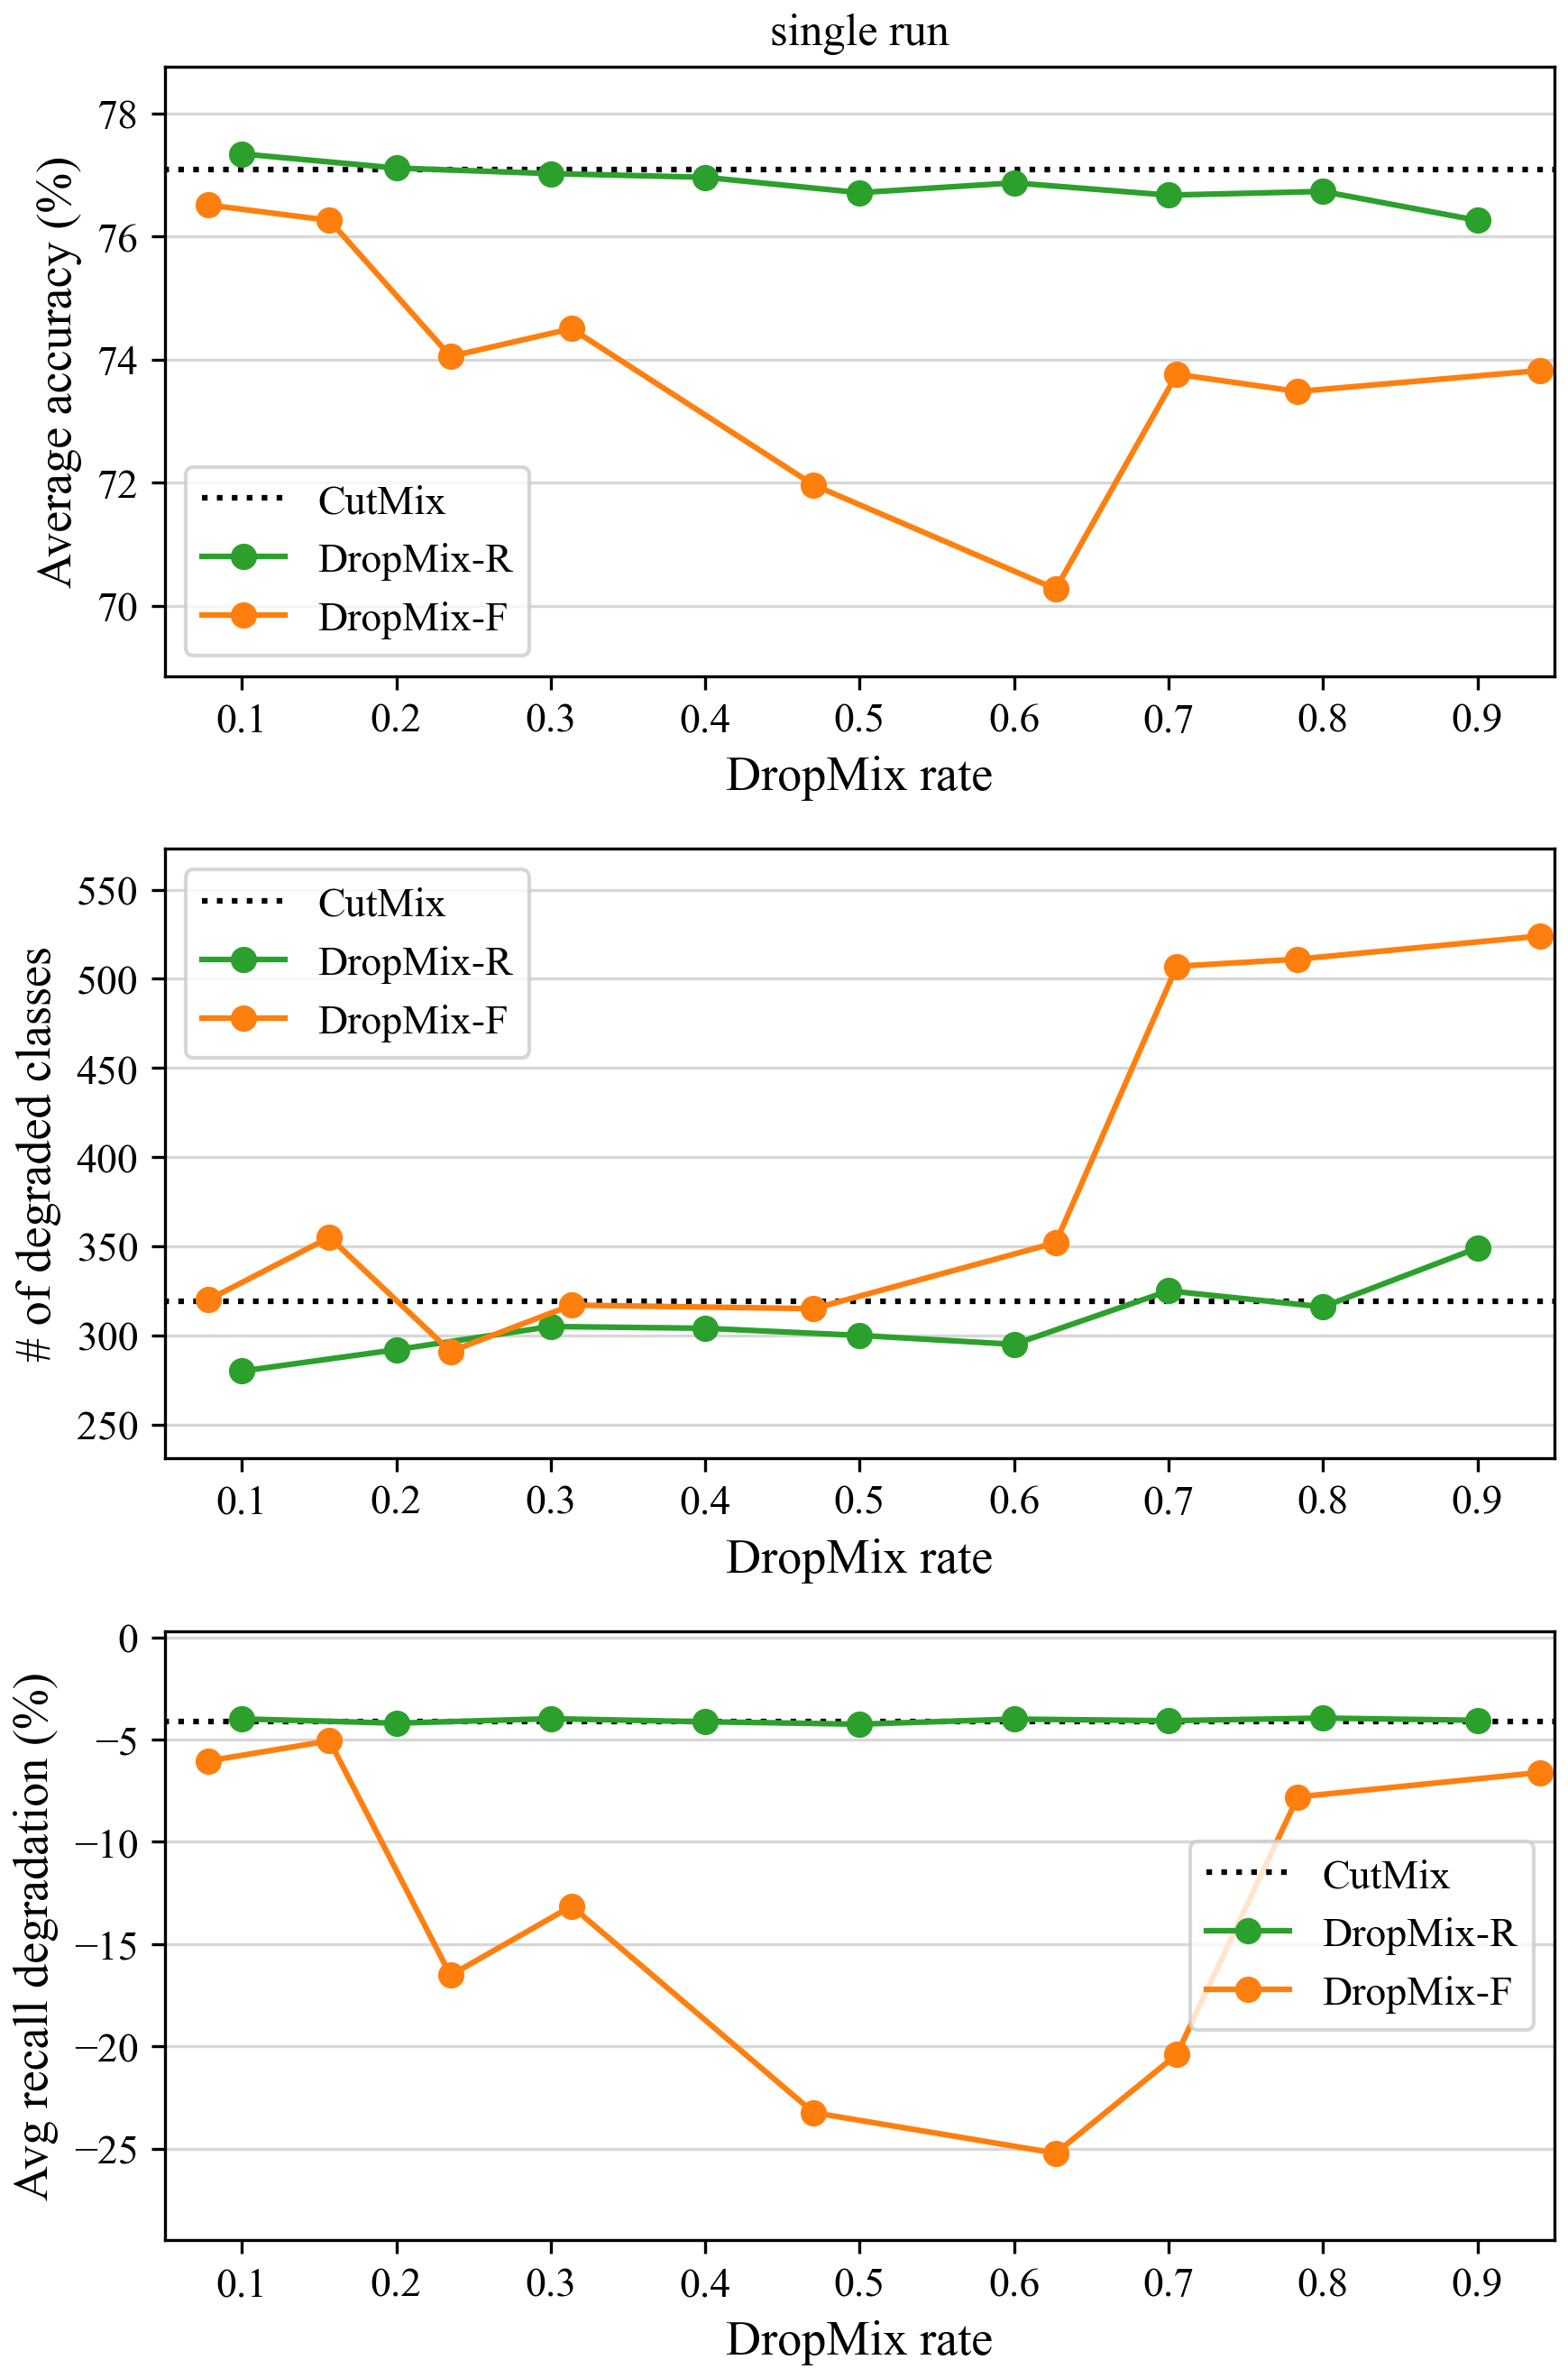 single run
Average accuracy (%)
78
76
74
72
70
CutMix
DropMix-R
DropMix-F
0.1 0.2 0.3 0.4 0.5 0.6 0.7 0.8 0.9
DropMix rate
# of degraded classes
550
500
450
400
350
300
250
CutMix
DropMix-R
DropMix-F
0.1 0.2 0.3 0.4 0.5 0.6 0.7 0.8 0.9
DropMix rate
Avg recall degradation (%)
0
−5
−10
−15
−20
−25
CutMix
DropMix-R
DropMix-F
0.1 0.2 0.3 0.4 0.5 0.6 0.7 0.8 0.9
DropMix rate